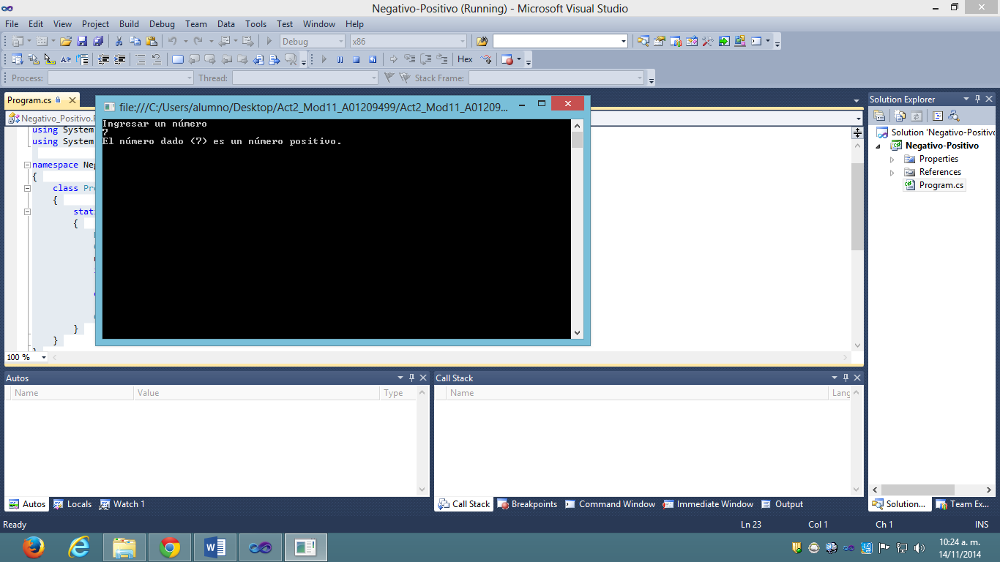 Negativo-Positivo (Running) - Microsoft Visual Studio
File Edit View Project Build Debug Team Data Tools Test Window Help
Debug x86
Hex
Process: Thread: Stack Frame:
Program.cs
file:///C:/Users/alumno/Desktop/Act2_Mod11_A01209499/Act2_Mod11_A01209...
Negativo_Positivo.
Ingresar un número
7
El número dado (7) es un número positivo.
using System
using System
namespace Neg
{
class Pro
{
stati
{
}
}
100 %
Solution Explorer
Solution 'Negativo-Positivo
Negativo-Positivo
Properties
References
Program.cs
Autos
Name Value Type
Call Stack
Name Lang
Autos Locals Watch 1
Call Stack Breakpoints Command Window Immediate Window Output
Solution... Team Ex...
Ready Ln 23 Col 1 Ch 1 INS
10:24 a. m.
14/11/2014